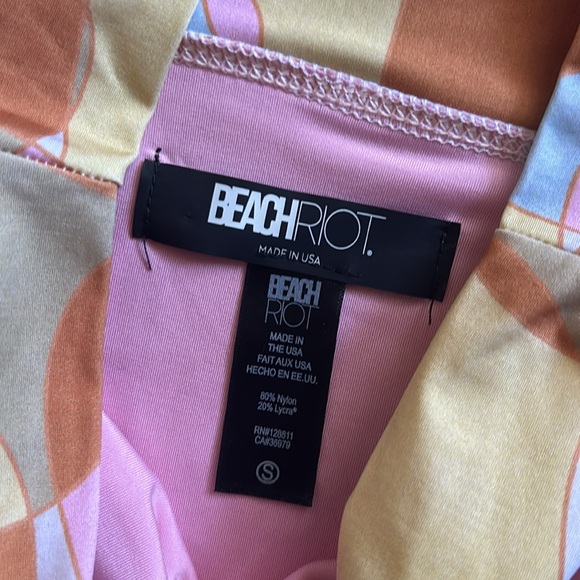 BEACHRIOT.
MADE IN USA
BEACH
RIOT
MADE IN
THE USA
FAIT AUX USA
HECHO EN EE.UU.
80% Nylon
20% Lycra®
RN#128811
CA#36979
S